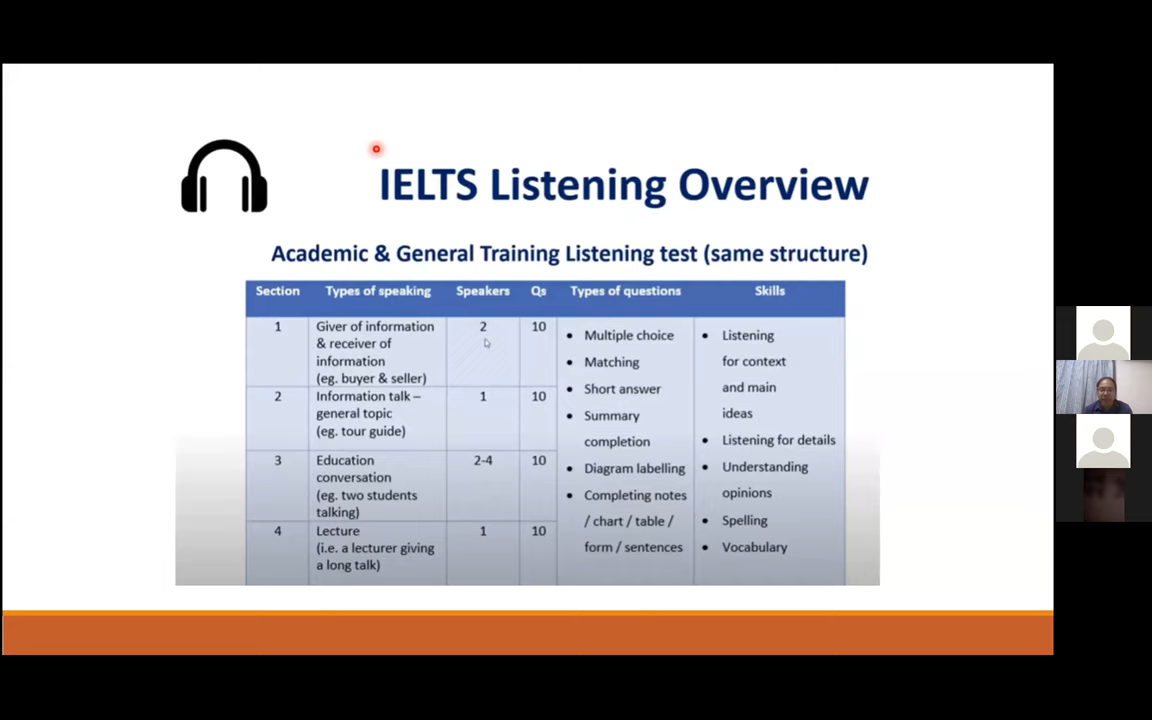 IELTS Listening Overview
Academic & General Training Listening test (same structure)
Section Types of speaking Speakers Qs Types of questions Skills
1
Giver of information
& receiver of
information
(eg. buyer & seller)
2
10
2
Information talk –
general topic
(eg. tour guide)
1
10
3
Education
conversation
(eg. two students
talking)
2-4
10
4
Lecture
(i.e. a lecturer giving
a long talk)
1
10
• Multiple choice
• Matching
• Short answer
• Summary
completion
• Diagram labelling
• Completing notes
/ chart / table /
form / sentences
• Listening
for context
and main
ideas
• Listening for details
• Understanding
opinions
• Spelling
• Vocabulary